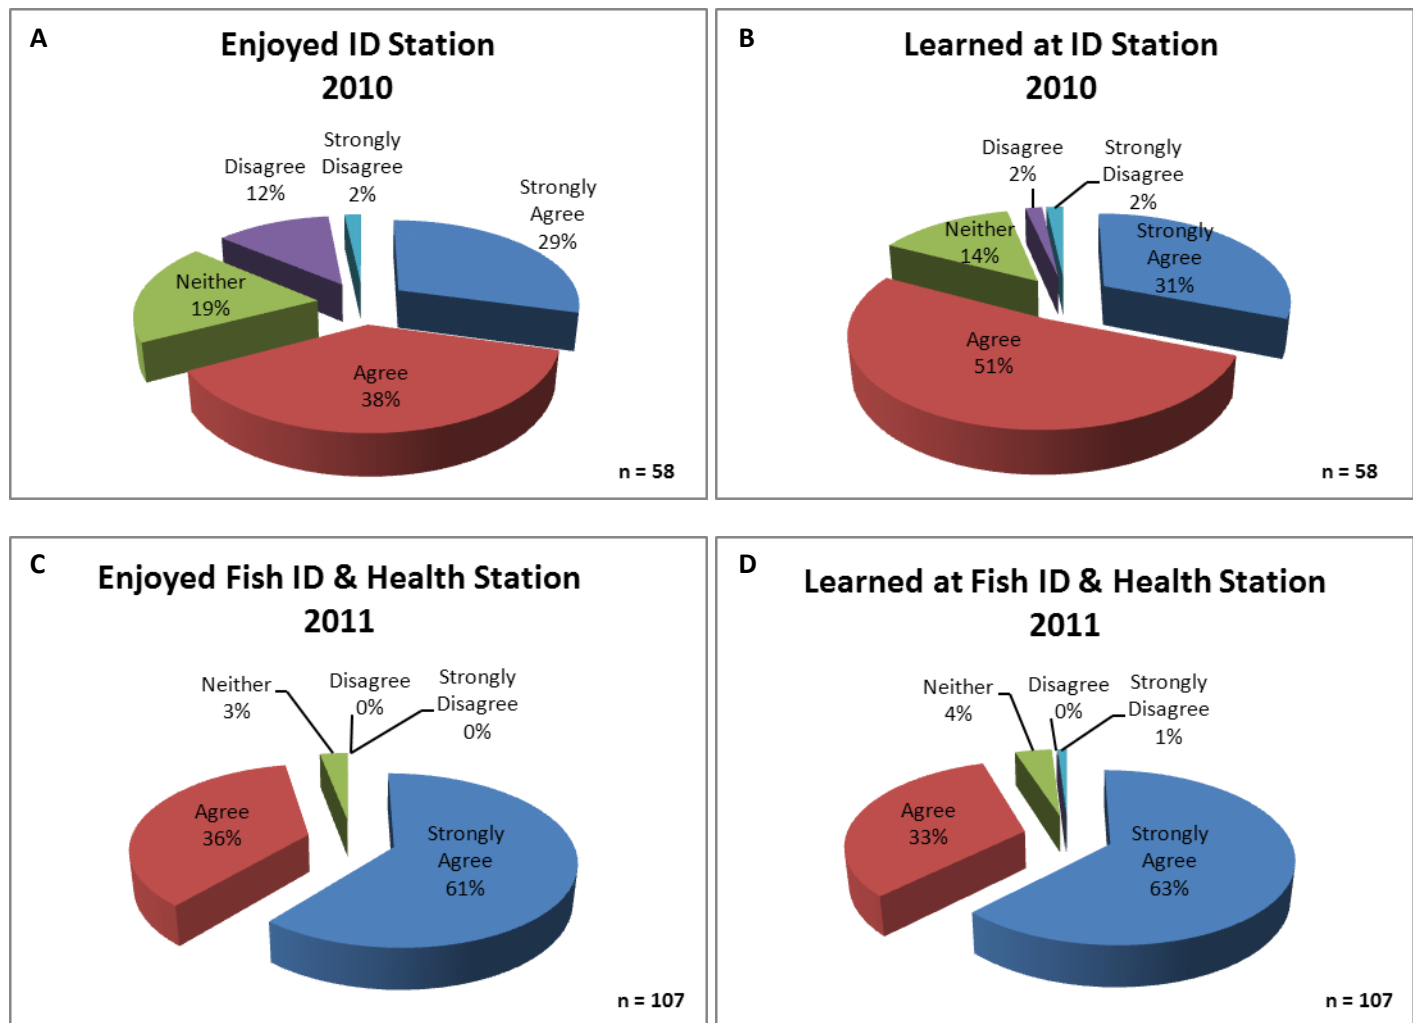 A
Enjoyed ID Station
2010
Strongly
Disagree
2%
Disagree
12%
Strongly
Agree
29%
Neither
19%
Agree
38%
n = 58
B
Learned at ID Station
2010
Disagree
2%
Strongly
Disagree
2%
Neither
14%
Strongly
Agree
31%
Agree
51%
n = 58
C
Enjoyed Fish ID & Health Station
2011
Neither
3%
Disagree
0%
Strongly
Disagree
0%
Agree
36%
Strongly
Agree
61%
n = 107
D
Learned at Fish ID & Health Station
2011
Neither
4%
Disagree
0%
Strongly
Disagree
1%
Agree
33%
Strongly
Agree
63%
n = 107